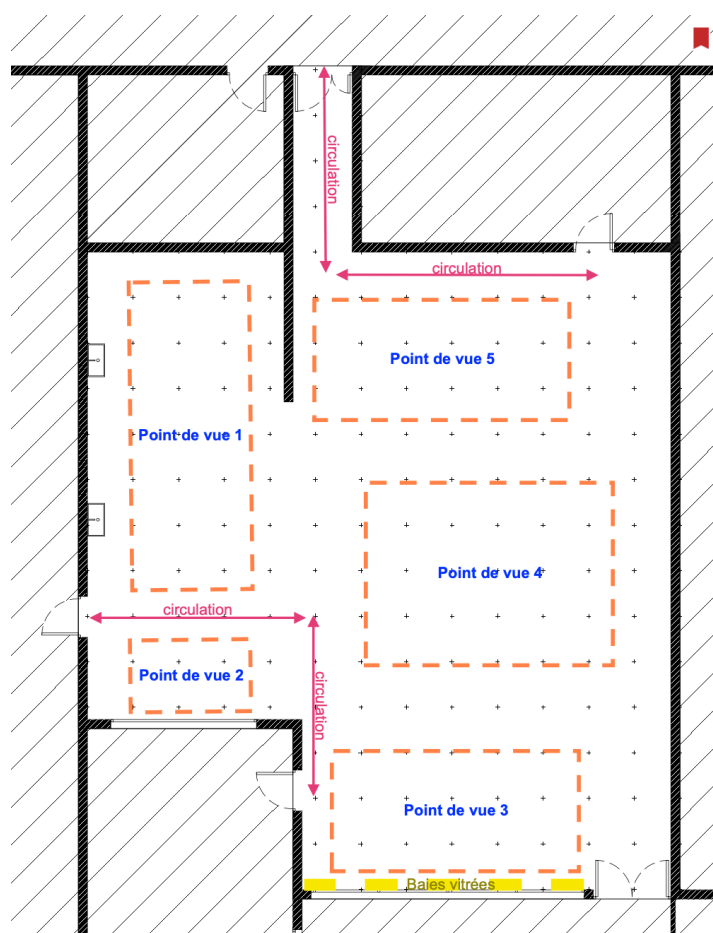 circulation
circulation
Point de vue 5
Point de vue 1
Point de vue 4
circulation
Point de vue 2
circulation
Point de vue 3
Baies vitrées